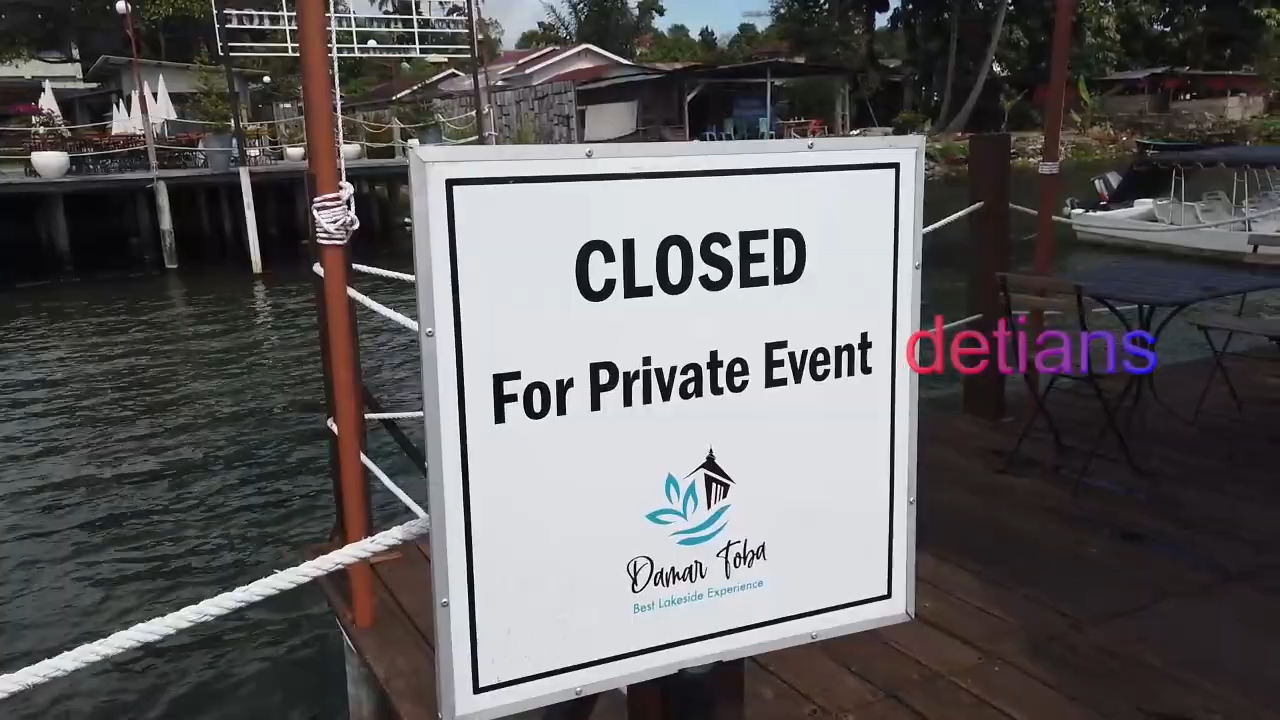 CLOSED
For Private Event
detians
Damar Toba
Best Lakeside Experience